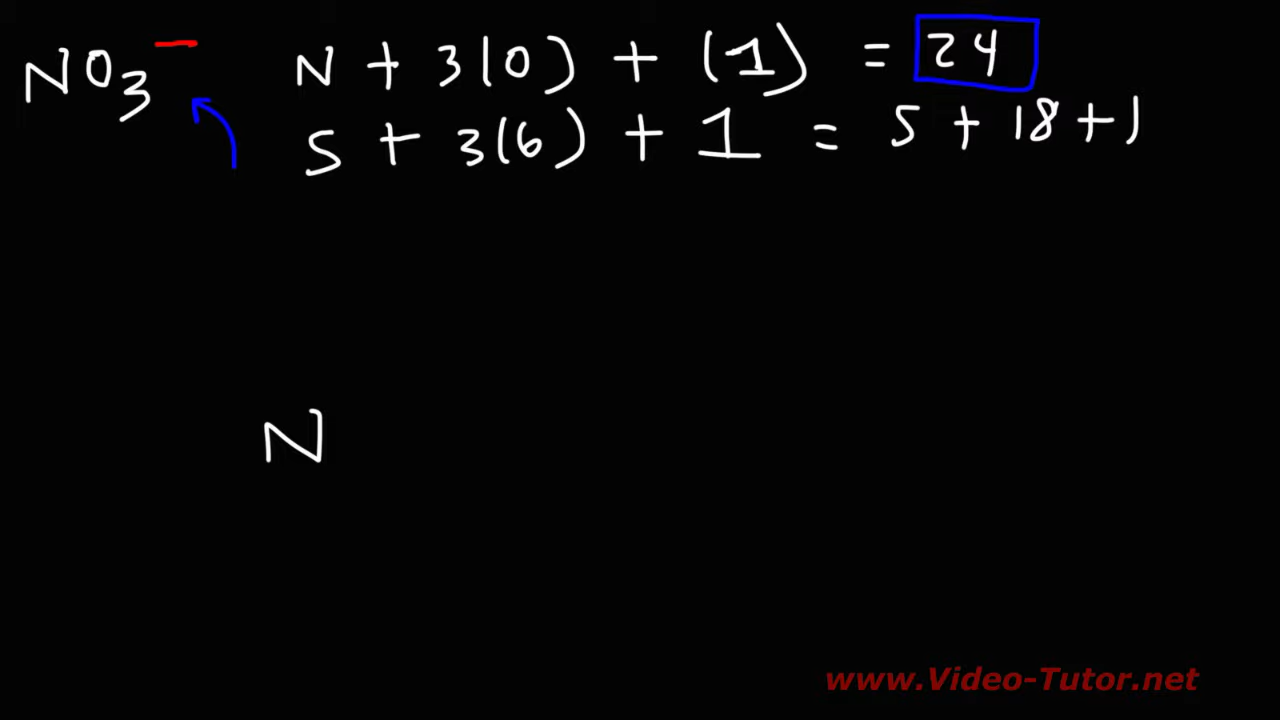 NO₃⁻ N + 3(O) + (1) = 24
5 + 3(6) + 1 = 5 + 18 + 1
N
www.Video-Tutor.net